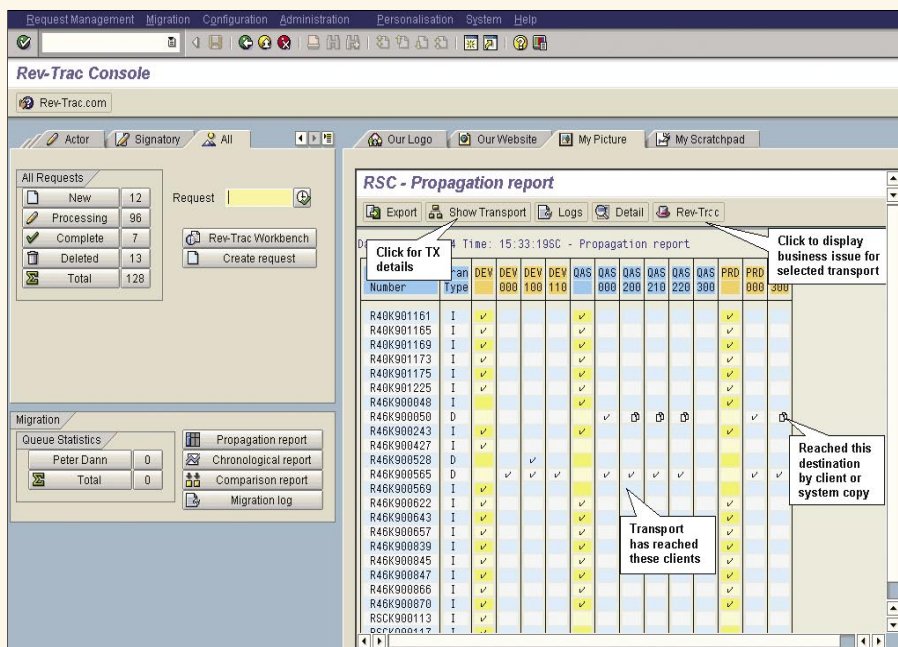 Request Management Migration Configuration Administration Personalisation System Help
Rev-Trac Console
Rev-Trac.com
Actor Signatory All
All Requests
New 12
Processing 96
Complete 7
Deleted 13
Total 128
Request
Rev-Trac Workbench
Create request
Migration
Queue Statistics
Peter Dann 0
Total 0
Propagation report
Chronological report
Comparison report
Migration log
Our Logo Our Website My Picture My Scratchpad
RSC - Propagation report
Export Show Transport Logs Detail Rev-Trac
Click for TX
details
4 Time: 15:33:19SC - Propagation report
Click to display
business issue for
selected transport
DEV DEV DEV DEV QAS QAS QAS QAS QAS QAS PRD PRD
Number Type 000 100 110 000 200 210 220 300 000 300
R40K901161 I
R40K901165 I
R40K901169 I
R40K901173 I
R40K901175 I
R40K901225 I
R46K900048 I
R46K900050 D
R46K900243 I
R46K900427 I
R46K900528 D
R46K900565 D
R46K900569 I
R46K900622 I
R46K900643 I
R46K900657 I
R46K900839 I
R46K900845 I
R46K900847 I
R46K900866 I
R46K900870 I
RSCK900113 I
RSCK900117 I
Reached this
destination
by client or
system copy
Transport
has reached
these clients